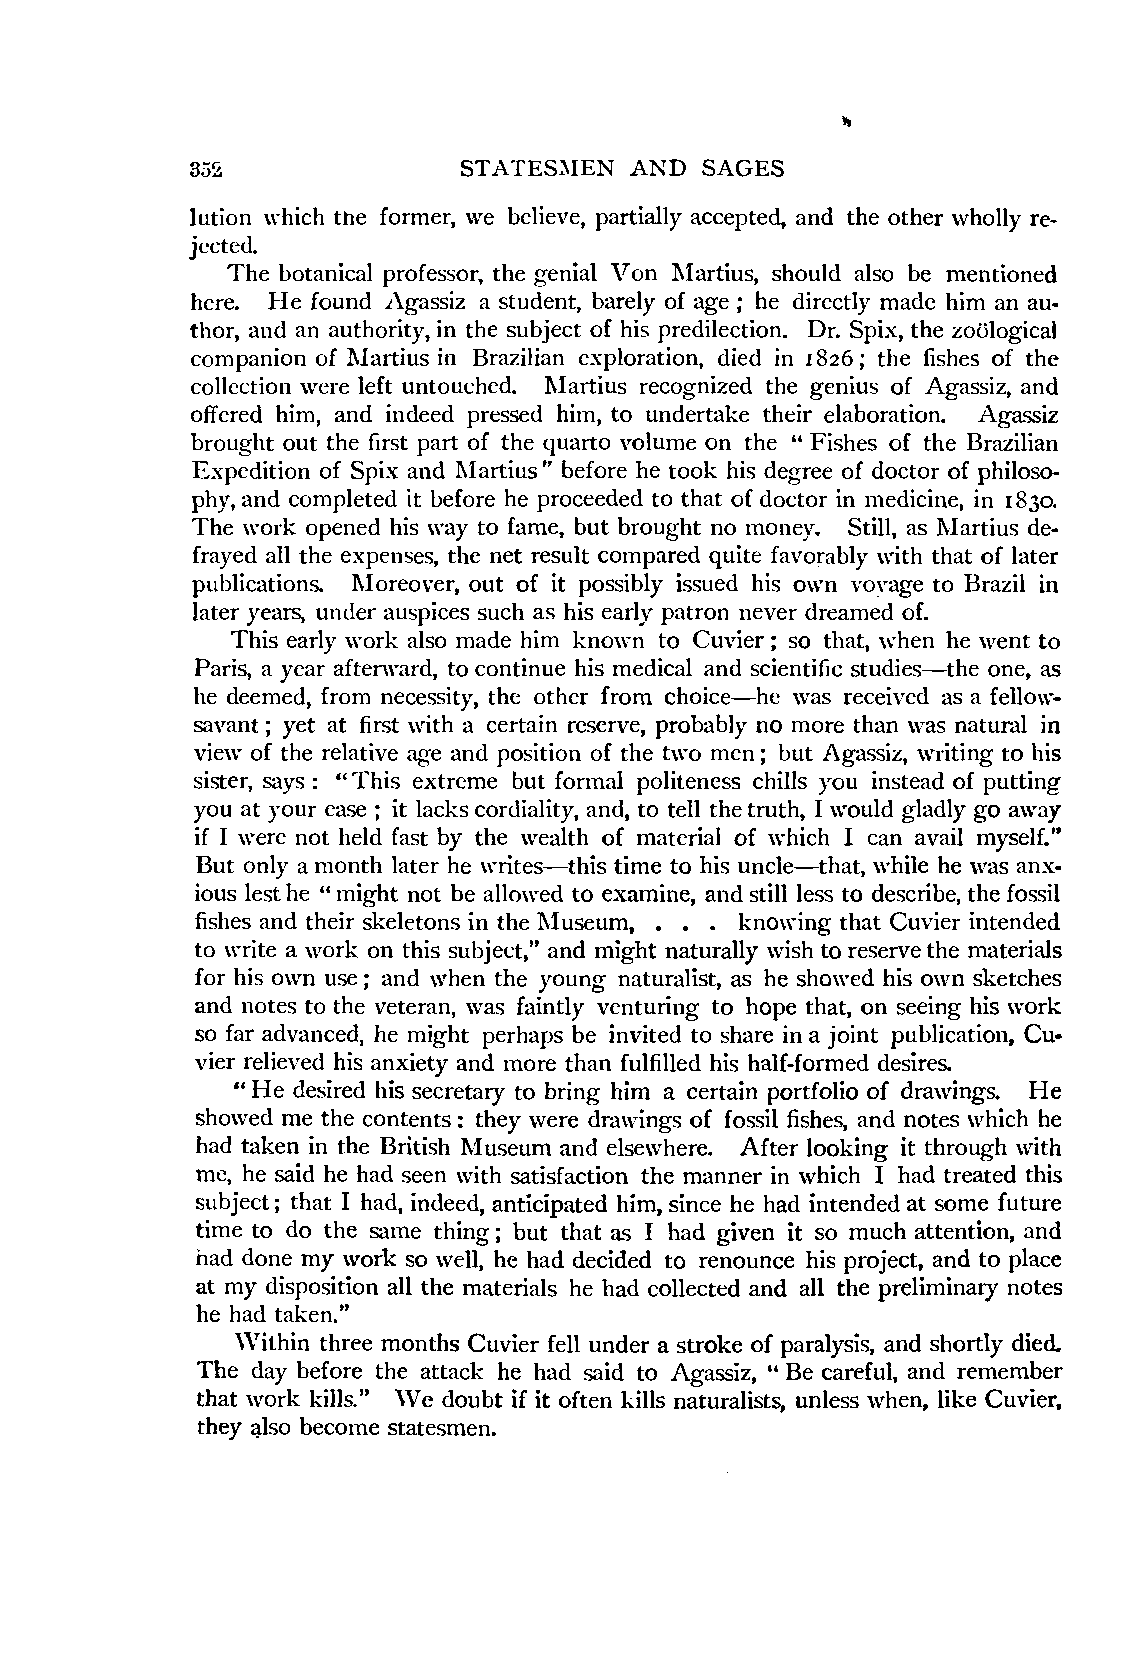 352 STATESMEN AND SAGES
lution which the former, we believe, partially accepted, and the other wholly re-
jected.
The botanical professor, the genial Von Martius, should also be mentioned
here. He found Agassiz a student, barely of age ; he directly made him an au-
thor, and an authority, in the subject of his predilection. Dr. Spix, the zoölogical
companion of Martius in Brazilian exploration, died in 1826 ; the fishes of the
collection were left untouched. Martius recognized the genius of Agassiz, and
offered him, and indeed pressed him, to undertake their elaboration. Agassiz
brought out the first part of the quarto volume on the “ Fishes of the Brazilian
Expedition of Spix and Martius ” before he took his degree of doctor of philoso-
phy, and completed it before he proceeded to that of doctor in medicine, in 1830.
The work opened his way to fame, but brought no money. Still, as Martius de-
frayed all the expenses, the net result compared quite favorably with that of later
publications. Moreover, out of it possibly issued his own voyage to Brazil in
later years, under auspices such as his early patron never dreamed of.
This early work also made him known to Cuvier ; so that, when he went to
Paris, a year afterward, to continue his medical and scientific studies—the one, as
he deemed, from necessity, the other from choice—he was received as a fellow-
savant ; yet at first with a certain reserve, probably no more than was natural in
view of the relative age and position of the two men ; but Agassiz, writing to his
sister, says : “ This extreme but formal politeness chills you instead of putting
you at your ease ; it lacks cordiality, and, to tell the truth, I would gladly go away
if I were not held fast by the wealth of material of which I can avail myself.”
But only a month later he writes—this time to his uncle—that, while he was anx-
ious lest he “ might not be allowed to examine, and still less to describe, the fossil
fishes and their skeletons in the Museum, . . . knowing that Cuvier intended
to write a work on this subject,” and might naturally wish to reserve the materials
for his own use ; and when the young naturalist, as he showed his own sketches
and notes to the veteran, was faintly venturing to hope that, on seeing his work
so far advanced, he might perhaps be invited to share in a joint publication, Cu-
vier relieved his anxiety and more than fulfilled his half-formed desires.
“ He desired his secretary to bring him a certain portfolio of drawings. He
showed me the contents : they were drawings of fossil fishes, and notes which he
had taken in the British Museum and elsewhere. After looking it through with
me, he said he had seen with satisfaction the manner in which I had treated this
subject ; that I had, indeed, anticipated him, since he had intended at some future
time to do the same thing ; but that as I had given it so much attention, and
had done my work so well, he had decided to renounce his project, and to place
at my disposition all the materials he had collected and all the preliminary notes
he had taken.”
Within three months Cuvier fell under a stroke of paralysis, and shortly died.
The day before the attack he had said to Agassiz, “ Be careful, and remember
that work kills.” We doubt if it often kills naturalists, unless when, like Cuvier,
they also become statesmen.